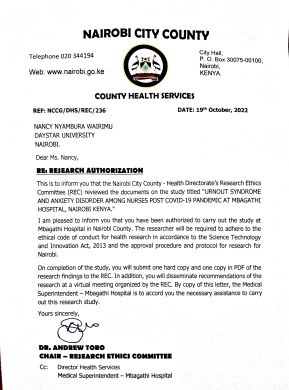 NAIROBI CITY COUNTY
Telephone 020 344194
Web: www.nairobi.go.ke
City Hall,
P. O. Box 30075-00100,
Nairobi,
KENYA.
COUNTY HEALTH SERVICES
REF: NCCG/DHS/REC/236
DATE: 19th October, 2022
NANCY NYAMBURA WAIRIMU
DAYSTAR UNIVERSITY
NAIROBI.
Dear Ms. Nancy,
RE: RESEARCH AUTHORIZATION
This is to inform you that the Nairobi City County - Health Directorate's Research Ethics
Committee (REC) reviewed the documents on the study titled "URNOUT SYNDROME
AND ANXIETY DISORDER AMONG NURSES POST COVID-19 PANDEMIC AT MBAGATHI
HOSPITAL, NAIROBI KENYA."
I am pleased to inform you that you have been authorized to carry out the study at
Mbagathi Hospital in Nairobi County. The researcher will be required to adhere to the
ethical code of conduct for health research in accordance to the Science Technology
and Innovation Act, 2013 and the approval procedure and protocol for research for
Nairobi.
On completion of the study, you will submit one hard copy and one copy in PDF of the
research findings to the REC. In addition, you will disseminate recommendations of the
research at a virtual meeting organized by the REC. By copy of this letter, the Medical
Superintendent – Mbagathi Hospital is to accord you the necessary assistance to carry
out this research study.
Yours sincerely,
DR. ANDREW TORO
CHAIR – RESEARCH ETHICS COMMITTEE
Cc: Director Health Services
Medical Superintendent – Mbagathi Hospital